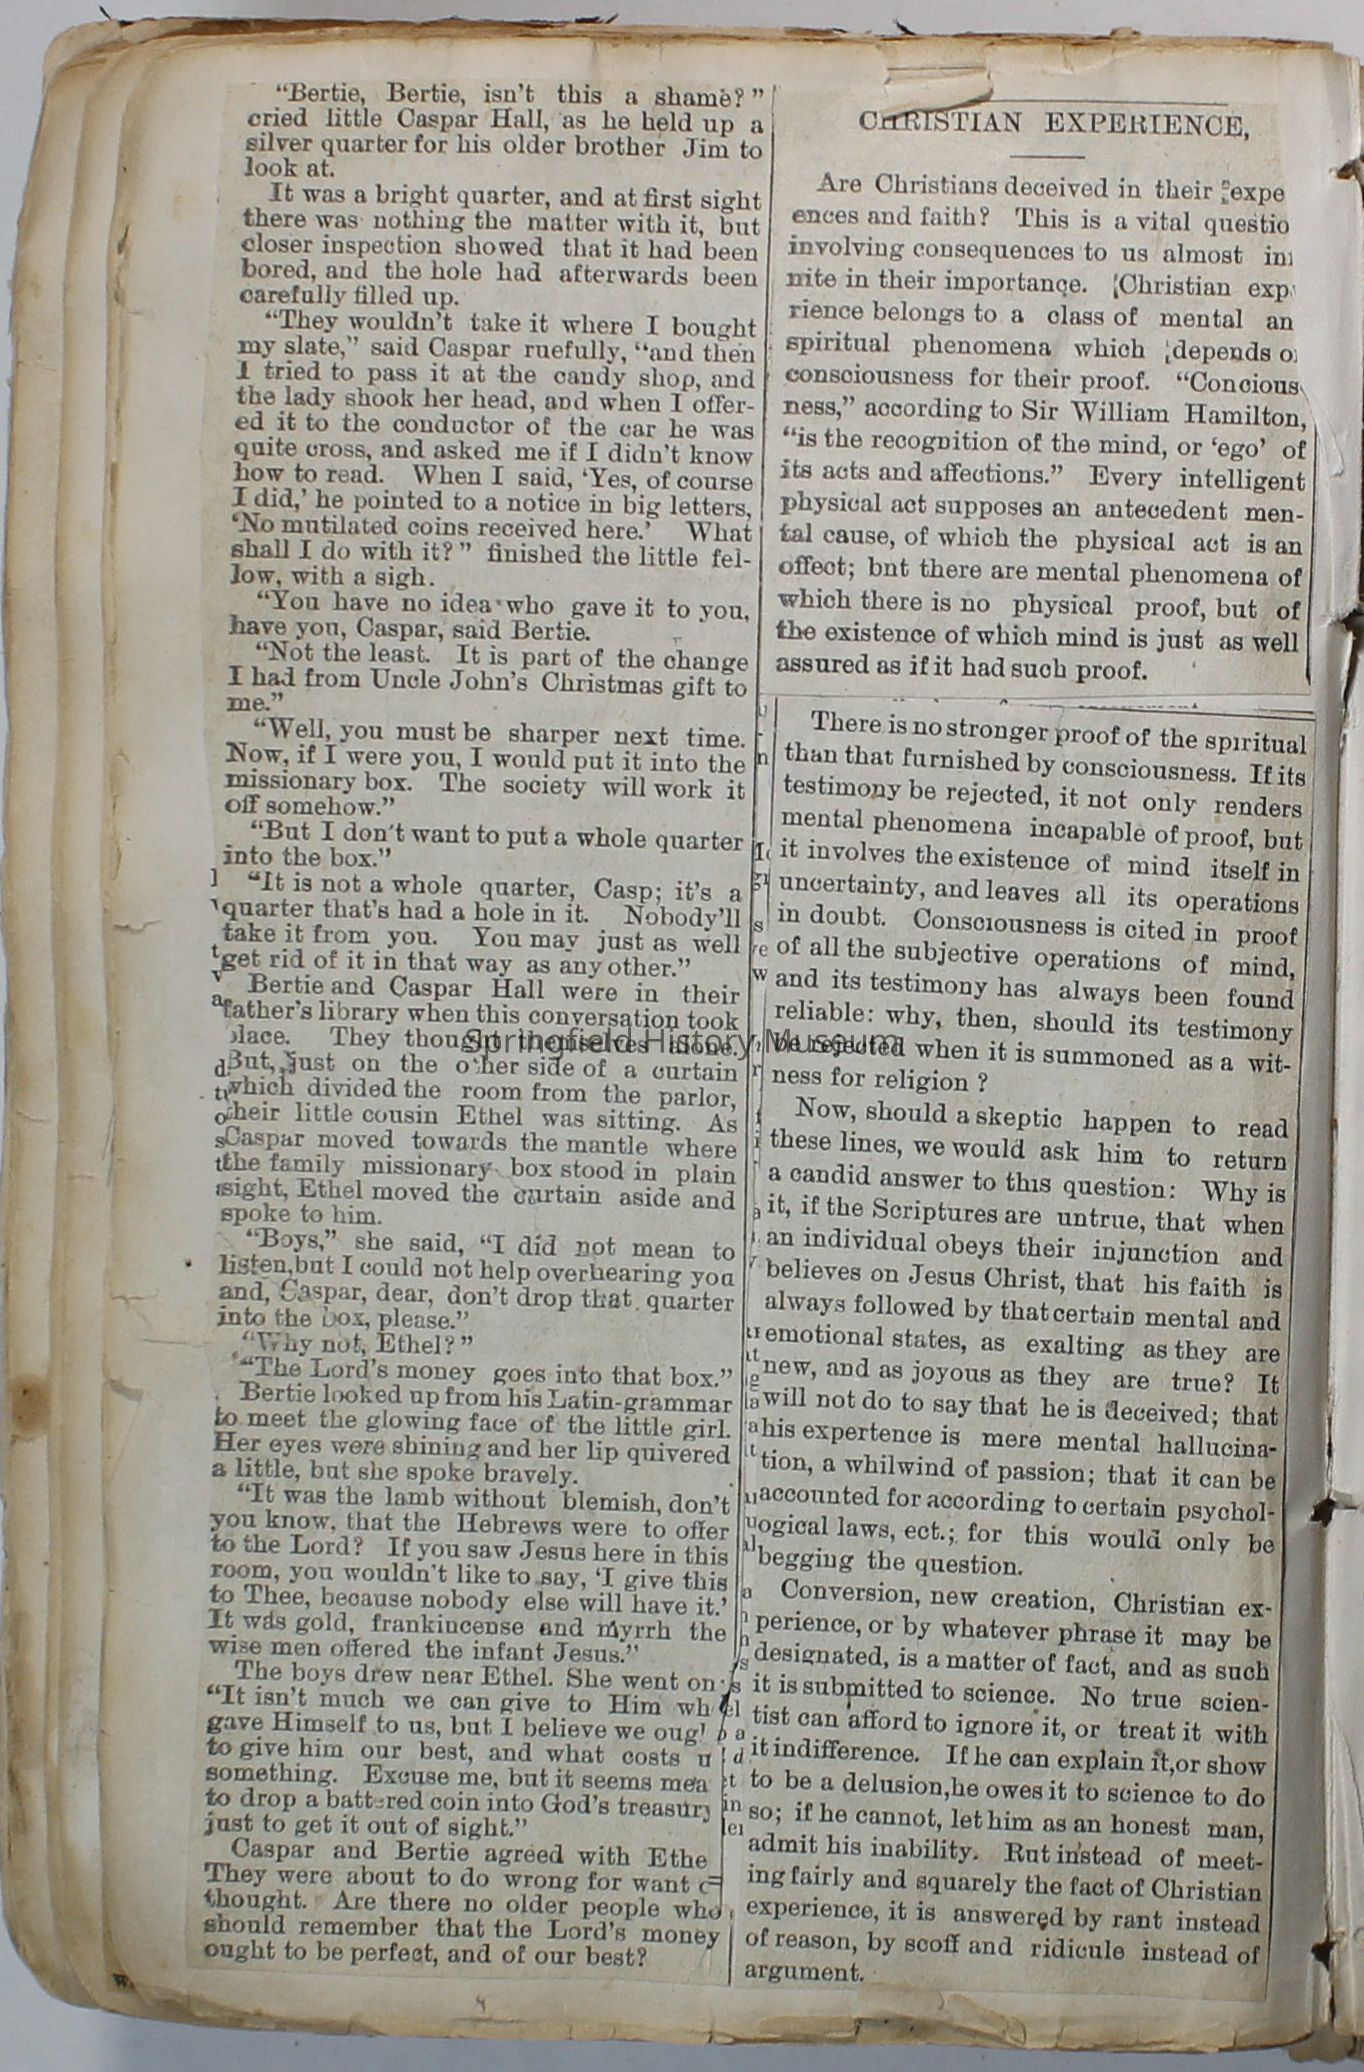 “Bertie, Bertie, isn't this a shame?”
cried little Caspar Hall, as he held up a
silver quarter for his older brother Jim to
look at.
It was a bright quarter, and at first sight
there was nothing the matter with it, but
closer inspection showed that it had been
bored, and the hole had afterwards been
carefully filled up.
“They wouldn't take it where I bought
my slate,” said Caspar ruefully, “and then
I tried to pass it at the candy shop, and
the lady shook her head, and when I offer-
ed it to the conductor of the car he was
quite cross, and asked me if I didn't know
how to read. When I said, ‘Yes, of course
I did,’ he pointed to a notice in big letters,
‘No mutilated coins received here.’ What
shall I do with it?” finished the little fel-
low, with a sigh.
“You have no idea who gave it to you,
have you, Caspar, said Bertie.
“Not the least. It is part of the change
I had from Uncle John's Christmas gift to
me.”
“Well, you must be sharper next time.
Now, if I were you, I would put it into the
missionary box. The society will work it
off somehow.”
“But I don't want to put a whole quarter
into the box.”
“It is not a whole quarter, Casp; it's a
quarter that's had a hole in it. Nobody'll
take it from you. You may just as well
get rid of it in that way as any other.”
Bertie and Caspar Hall were in their
father's library when this conversation took
place. They thought themselves alone.
But, just on the other side of a curtain
which divided the room from the parlor,
their little cousin Ethel was sitting. As
Caspar moved towards the mantle where
the family missionary box stood in plain
sight, Ethel moved the curtain aside and
spoke to him.
“Boys,” she said, “I did not mean to
listen, but I could not help overhearing you
and, Caspar, dear, don't drop that quarter
into the box, please.”
“Why not, Ethel?”
“The Lord's money goes into that box.”
Bertie looked up from his Latin-grammar
to meet the glowing face of the little girl.
Her eyes were shining and her lip quivered
a little, but she spoke bravely.
“It was the lamb without blemish, don't
you know, that the Hebrews were to offer
to the Lord? If you saw Jesus here in this
room, you wouldn't like to say, ‘I give this
to Thee, because nobody else will have it.’
It was gold, frankincense and myrrh the
wise men offered the infant Jesus.”
The boys drew near Ethel. She went on
“It isn't much we can give to Him wh
gave Himself to us, but I believe we oug
to give him our best, and what costs u
something. Excuse me, but it seems mea
to drop a battered coin into God's treasury
just to get it out of sight.”
Caspar and Bertie agreed with Ethe
They were about to do wrong for want
thought. Are there no older people who
should remember that the Lord's money
ought to be perfect, and of our best?
CHRISTIAN EXPERIENCE,
Are Christians deceived in their expe
ences and faith? This is a vital questio
involving consequences to us almost in
nite in their importance. Christian exp
rience belongs to a class of mental an
spiritual phenomena which depends o
consciousness for their proof. “Concious
ness,” according to Sir William Hamilton,
“is the recognition of the mind, or ‘ego’ of
its acts and affections.” Every intelligent
physical act supposes an antecedent men-
tal cause, of which the physical act is an
offect; bnt there are mental phenomena of
which there is no physical proof, but of
the existence of which mind is just as well
assured as if it had such proof.
There is no stronger proof of the spiritual
than that furnished by consciousness. If its
testimony be rejected, it not only renders
mental phenomena incapable of proof, but
it involves the existence of mind itself in
uncertainty, and leaves all its operations
in doubt. Consciousness is cited in proof
of all the subjective operations of mind,
and its testimony has always been found
reliable: why, then, should its testimony
be rejected when it is summoned as a wit-
ness for religion?
Now, should a skeptic happen to read
these lines, we would ask him to return
a candid answer to this question: Why is
it, if the Scriptures are untrue, that when
an individual obeys their injunction and
believes on Jesus Christ, that his faith is
always followed by that certain mental and
emotional states, as exalting as they are
new, and as joyous as they are true? It
will not do to say that he is deceived; that
his expertence is mere mental hallucina-
tion, a whilwind of passion; that it can be
accounted for according to certain psychol-
ogical laws, ect.; for this would only be
begging the question.
Conversion, new creation, Christian ex-
perience, or by whatever phrase it may be
designated, is a matter of fact, and as such
it is submitted to science. No true scien-
tist can afford to ignore it, or treat it with
indifference. If he can explain it, or show
it to be a delusion, he owes it to science to do
so; if he cannot, let him as an honest man,
admit his inability. Rut instead of meet-
ing fairly and squarely the fact of Christian
experience, it is answered by rant instead
of reason, by scoff and ridicule instead of
argument.
Springfield History Museum